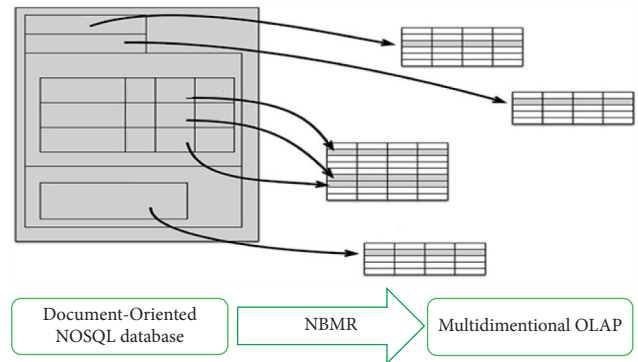 Document-Oriented
NOSQL database
NBMR
Multidimentional OLAP